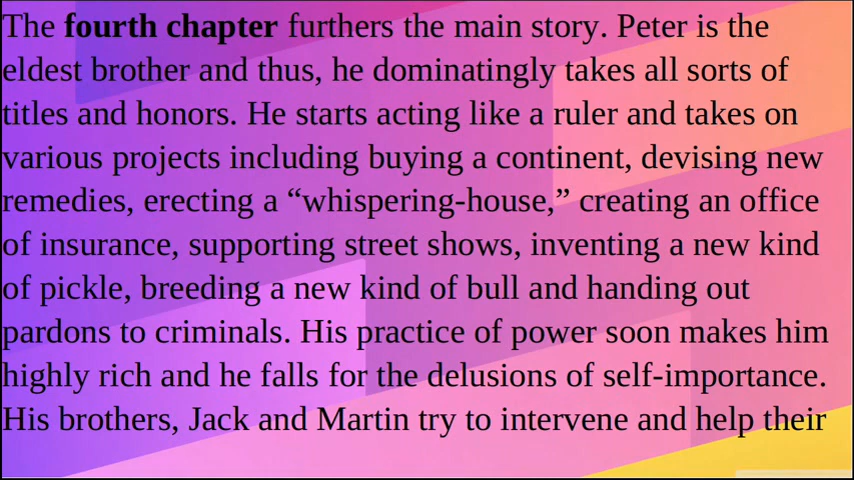 The fourth chapter furthers the main story. Peter is the
eldest brother and thus, he dominatingly takes all sorts of
titles and honors. He starts acting like a ruler and takes on
various projects including buying a continent, devising new
remedies, erecting a “whispering-house,” creating an office
of insurance, supporting street shows, inventing a new kind
of pickle, breeding a new kind of bull and handing out
pardons to criminals. His practice of power soon makes him
highly rich and he falls for the delusions of self-importance.
His brothers, Jack and Martin try to intervene and help their